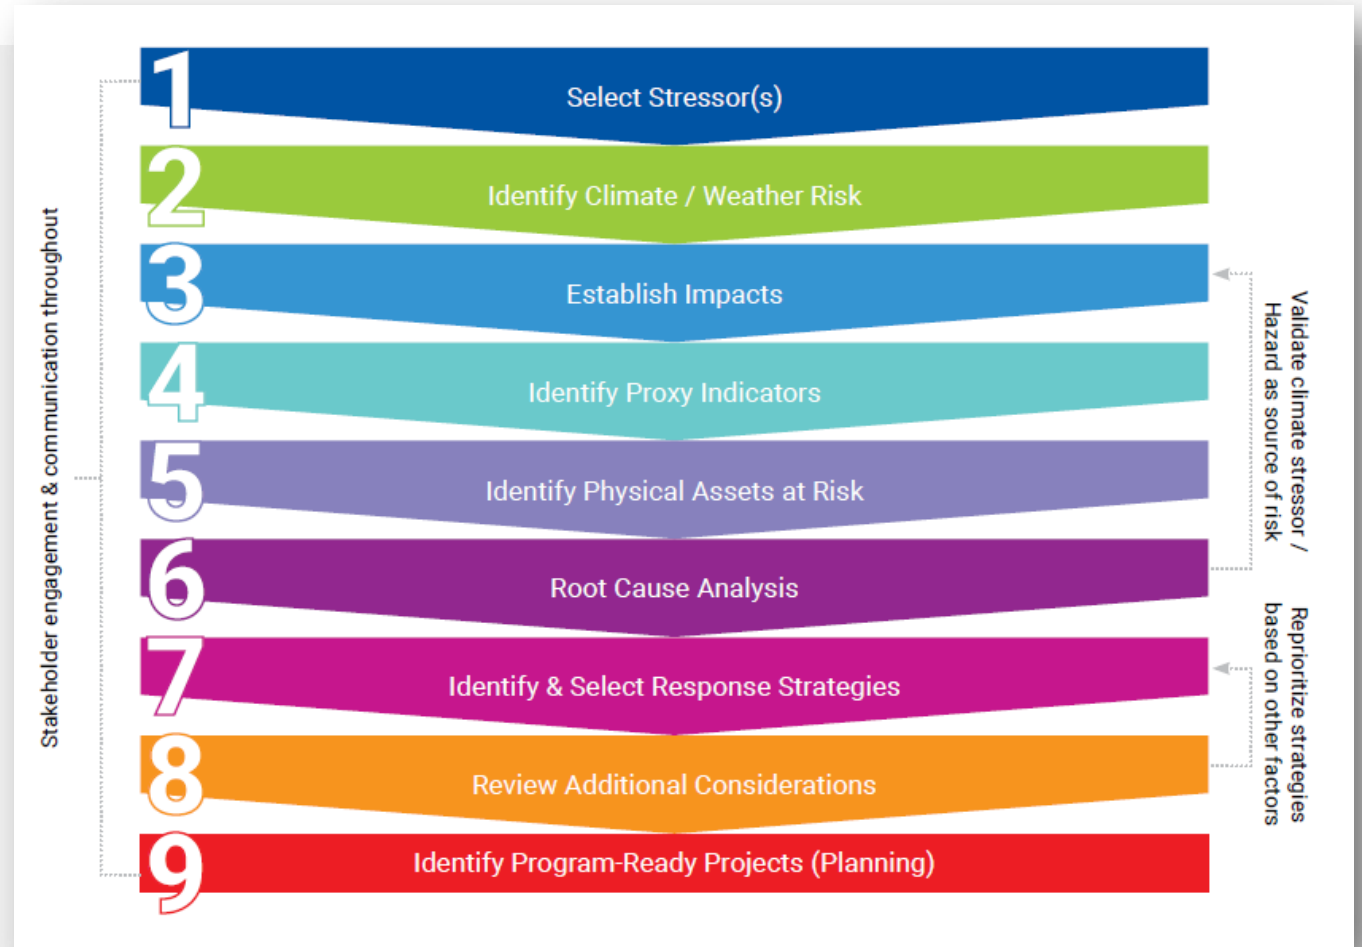 Stakeholder engagement & communication throughout
1
Select Stressor(s)
2
Identify Climate / Weather Risk
3
Establish Impacts
4
Identify Proxy Indicators
5
Identify Physical Assets at Risk
6
Root Cause Analysis
7
Identify & Select Response Strategies
8
Review Additional Considerations
9
Identify Program-Ready Projects (Planning)
Validate climate stressor /
Hazard as source of risk
Reprioritize strategies
based on other factors